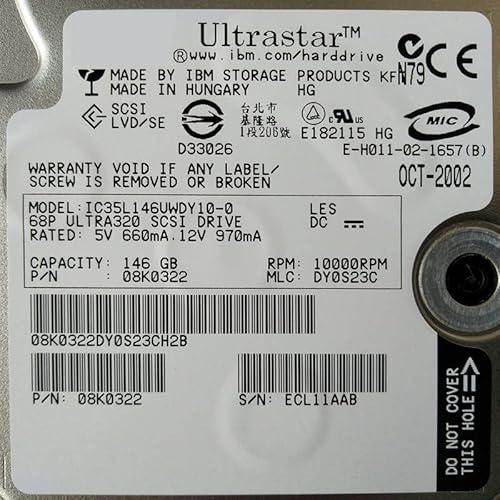 Ultrastar™
®www.ibm.com/harddrive
MADE BY IBM STORAGE PRODUCTS KFT
MADE IN HUNGARY HG
N79
CE
SCSI
LVD/SE
D33026
台北市
基隆路
1段206號
c UL US
E182115 HG
MIC
E-H011-02-1657(B)
WARRANTY VOID IF ANY LABEL/
SCREW IS REMOVED OR BROKEN
OCT-2002
MODEL:IC35L146UWDY10-0 LES
68P ULTRA320 SCSI DRIVE DC
RATED: 5V 660mA.12V 970mA
CAPACITY: 146 GB RPM: 10000RPM
P/N : 08K0322 MLC: DY0S23C
08K0322DY0S23CH2B
P/N: 08K0322 S/N: ECL11AAB
DO NOT COVER
THIS HOLE